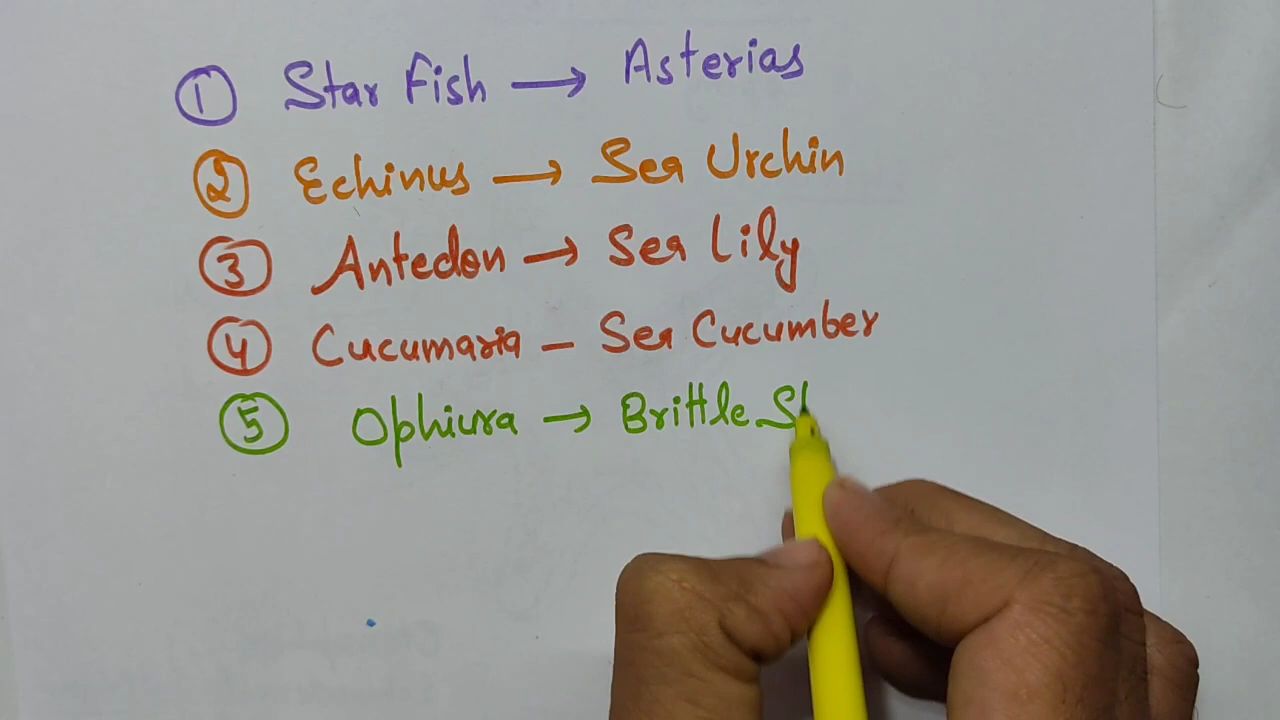 ① Star Fish → Asterias
② Echinus → Sea Urchin
③ Antedon → Sea Lily
④ Cucumaria – Sea Cucumber
⑤ Ophiura → Brittle